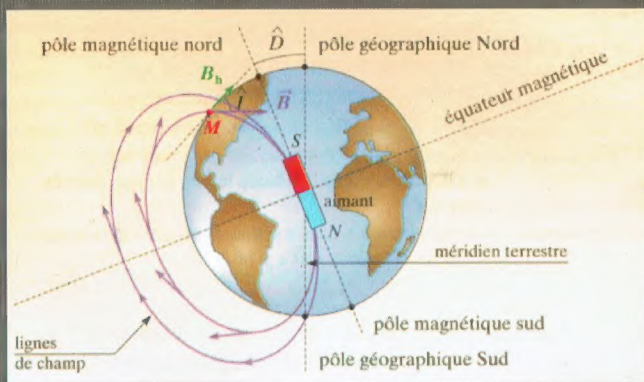 pôle magnétique nord
D̂
pôle géographique Nord
B_h
Î
B⃗
M
équateur magnétique
S
aimant
N
méridien terrestre
pôle magnétique sud
lignes
de champ
pôle géographique Sud